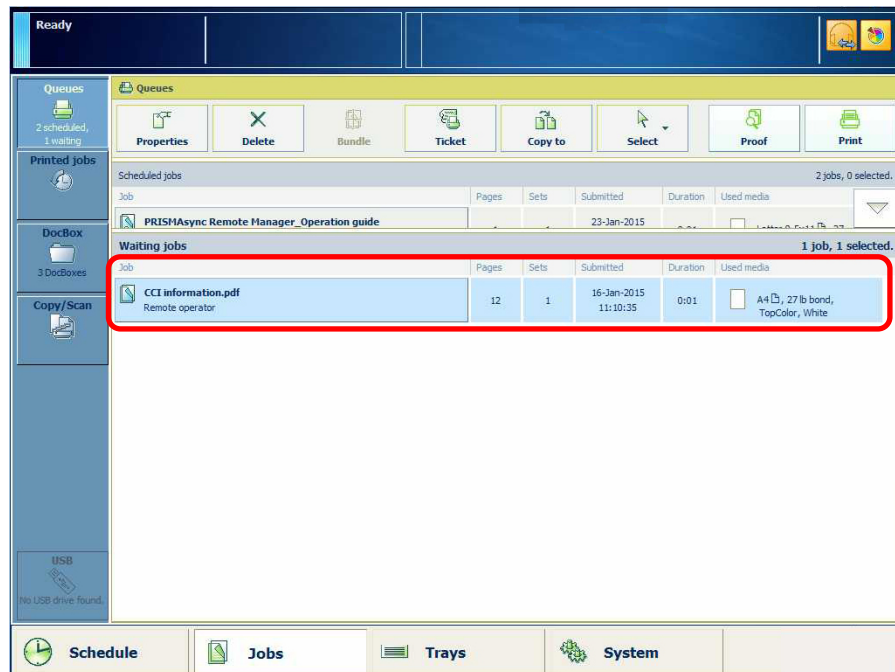 Ready
Queues
2 scheduled,
1 waiting
Printed jobs
DocBox
3 DocBoxes
Copy/Scan
USB
No USB drive found.
Queues
Properties Delete Bundle Ticket Copy to Select Proof Print
Scheduled jobs 2 jobs, 0 selected.
Job Pages Sets Submitted Duration Used media
PRISMAsync Remote Manager_Operation guide 23-Jan-2015
Waiting jobs 1 job, 1 selected.
Job Pages Sets Submitted Duration Used media
CCI information.pdf 12 1 16-Jan-2015 0:01 A4, 27 lb bond,
Remote operator 11:10:35 TopColor, White
Schedule Jobs Trays System